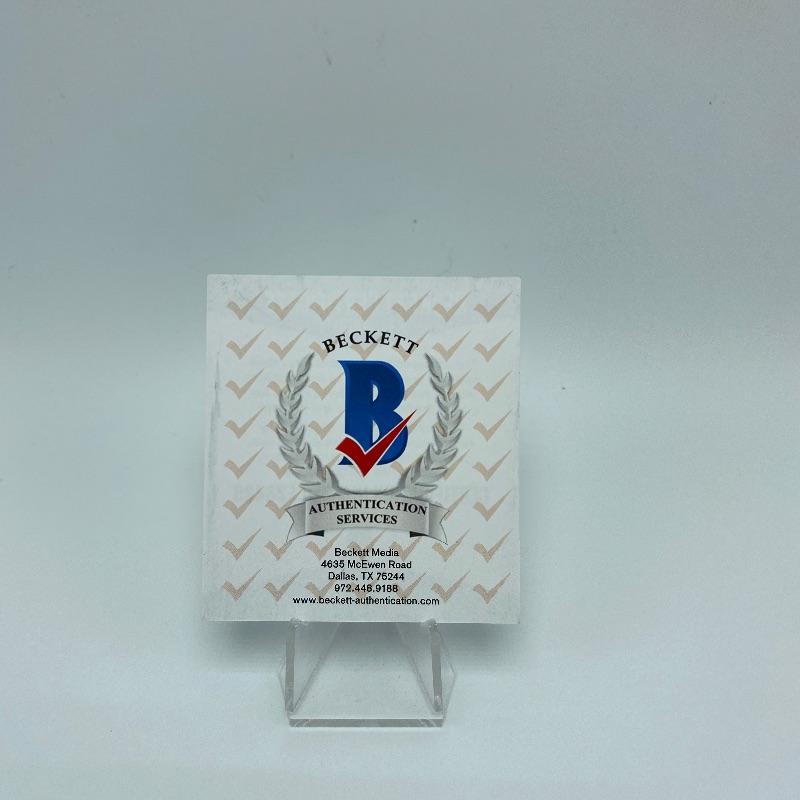 BECKETT
B
AUTHENTICATION
SERVICES
Beckett Media
4635 McEwen Road
Dallas, TX 75244
972.448.9188
www.beckett-authentication.com